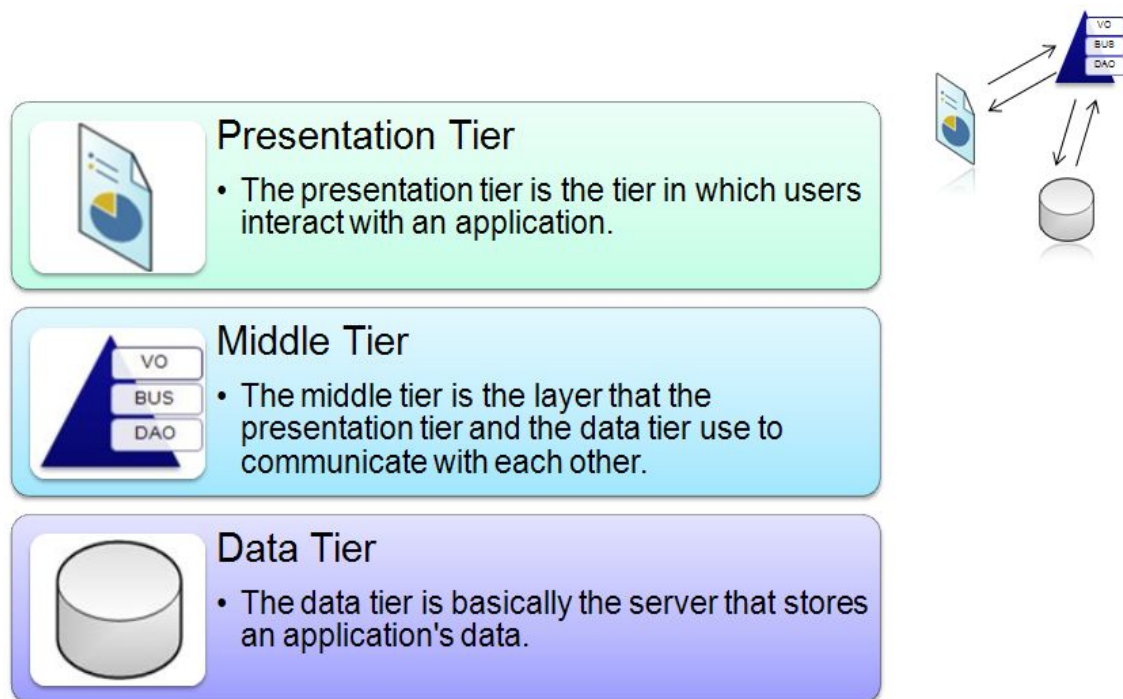 VO
BUS
DAO
Presentation Tier
• The presentation tier is the tier in which users
interact with an application.
Middle Tier
VO
BUS
DAO
• The middle tier is the layer that the
presentation tier and the data tier use to
communicate with each other.
Data Tier
• The data tier is basically the server that stores
an application's data.